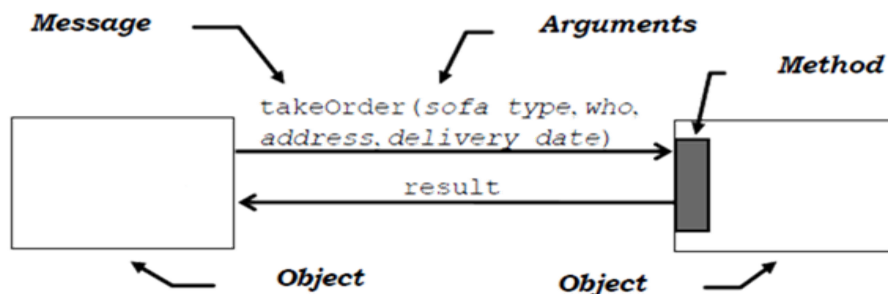 Message
Arguments
Method
takeOrder(sofa type, who,
address, delivery date)
result
Object
Object